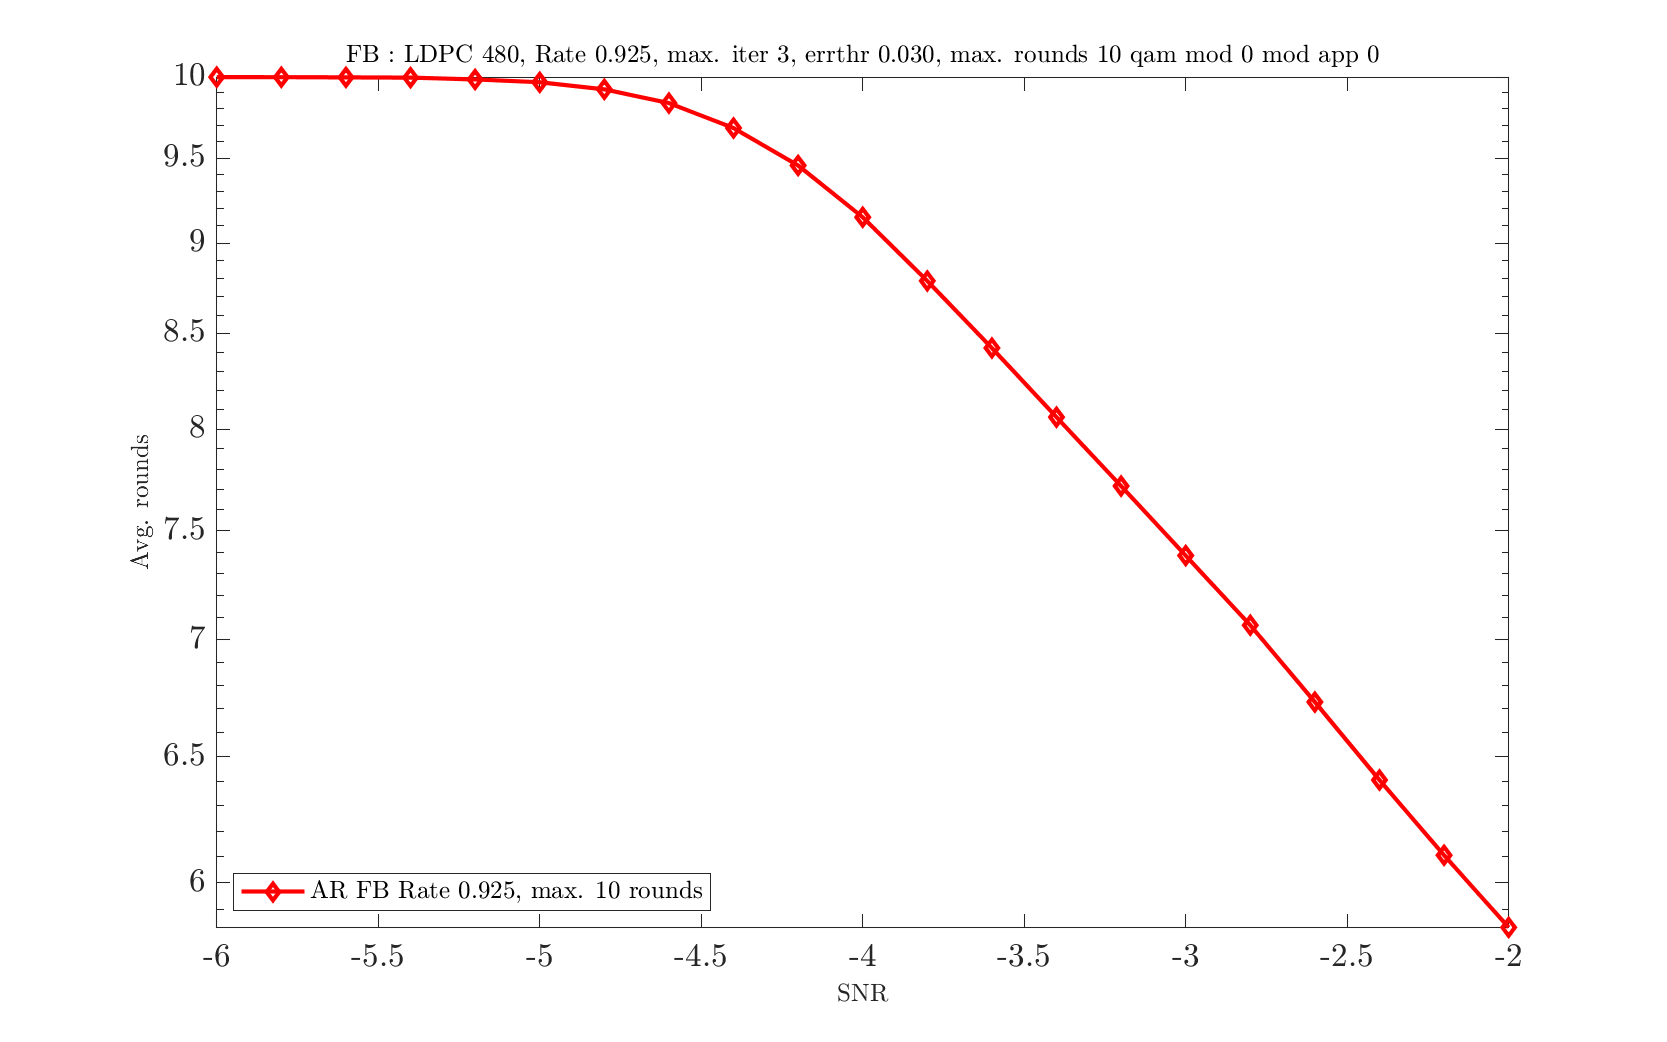 FB : LDPC 480, Rate 0.925, max. iter 3, errthr 0.030, max. rounds 10 qam mod 0 mod app 0
10
9.5
9
8.5
8
7.5
7
6.5
6
Avg. rounds
AR FB Rate 0.925, max. 10 rounds
-6 -5.5 -5 -4.5 -4 -3.5 -3 -2.5 -2
SNR